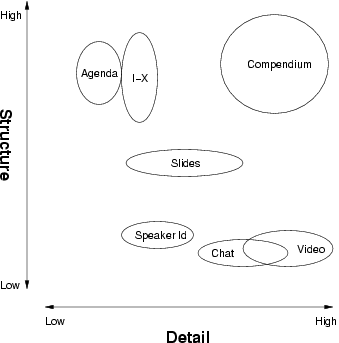 High
Agenda
I-X
Compendium
Structure
Slides
Speaker Id
Chat
Video
Low
Low
High
Detail